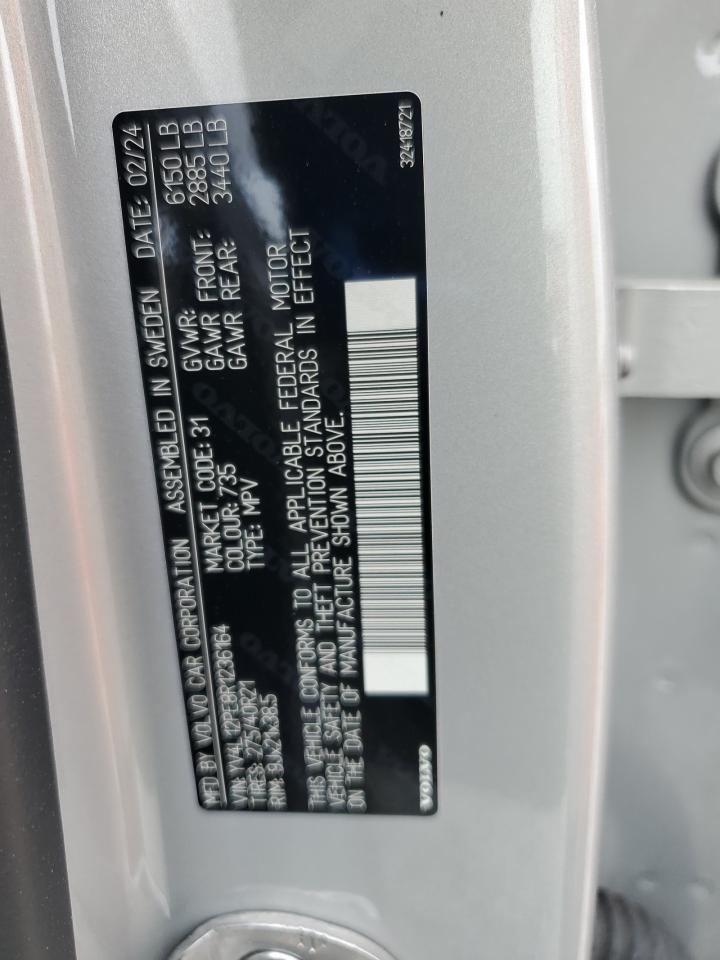 MFD BY VOLVO CAR CORPORATION ASSEMBLED IN SWEDEN DATE: 02/24
VIN: YV4L12PE8R1236164 MARKET CODE: 31 GVWR: 6150 LB
TIRES: 275/40R21 COLOUR: 735 GAWR FRONT: 2885 LB
RIM: 9Jx21x38.5 TYPE: MPV GAWR REAR: 3440 LB
THIS VEHICLE CONFORMS TO ALL APPLICABLE FEDERAL MOTOR
VEHICLE SAFETY AND THEFT PREVENTION STANDARDS IN EFFECT
ON THE DATE OF MANUFACTURE SHOWN ABOVE.
VOLVO 32418721